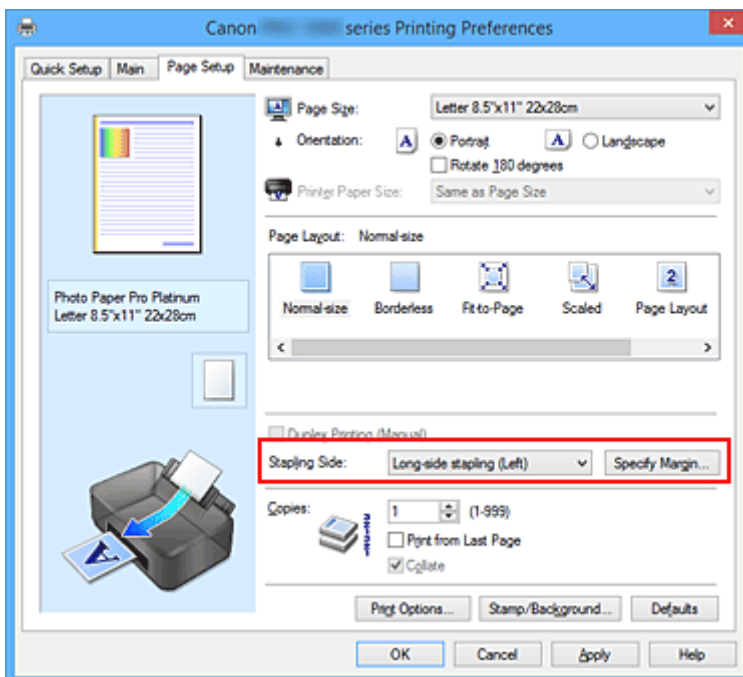 Canon series Printing Preferences
Quick Setup Main Page Setup Maintenance
Page Size: Letter 8.5"x11" 22x28cm
Orientation: A Portrait A Landscape
Rotate 180 degrees
Printer Paper Size: Same as Page Size
Page Layout: Normal-size
Normal-size Borderless Fit-to-Page Scaled 2 Page Layout
Photo Paper Pro Platinum
Letter 8.5"x11" 22x28cm
Duplex Printing (Manual)
Stapling Side: Long-side stapling (Left) Specify Margin...
Copies: 1 (1-999)
Print from Last Page
Collate
A
Print Options... Stamp/Background... Defaults
OK Cancel Apply Help